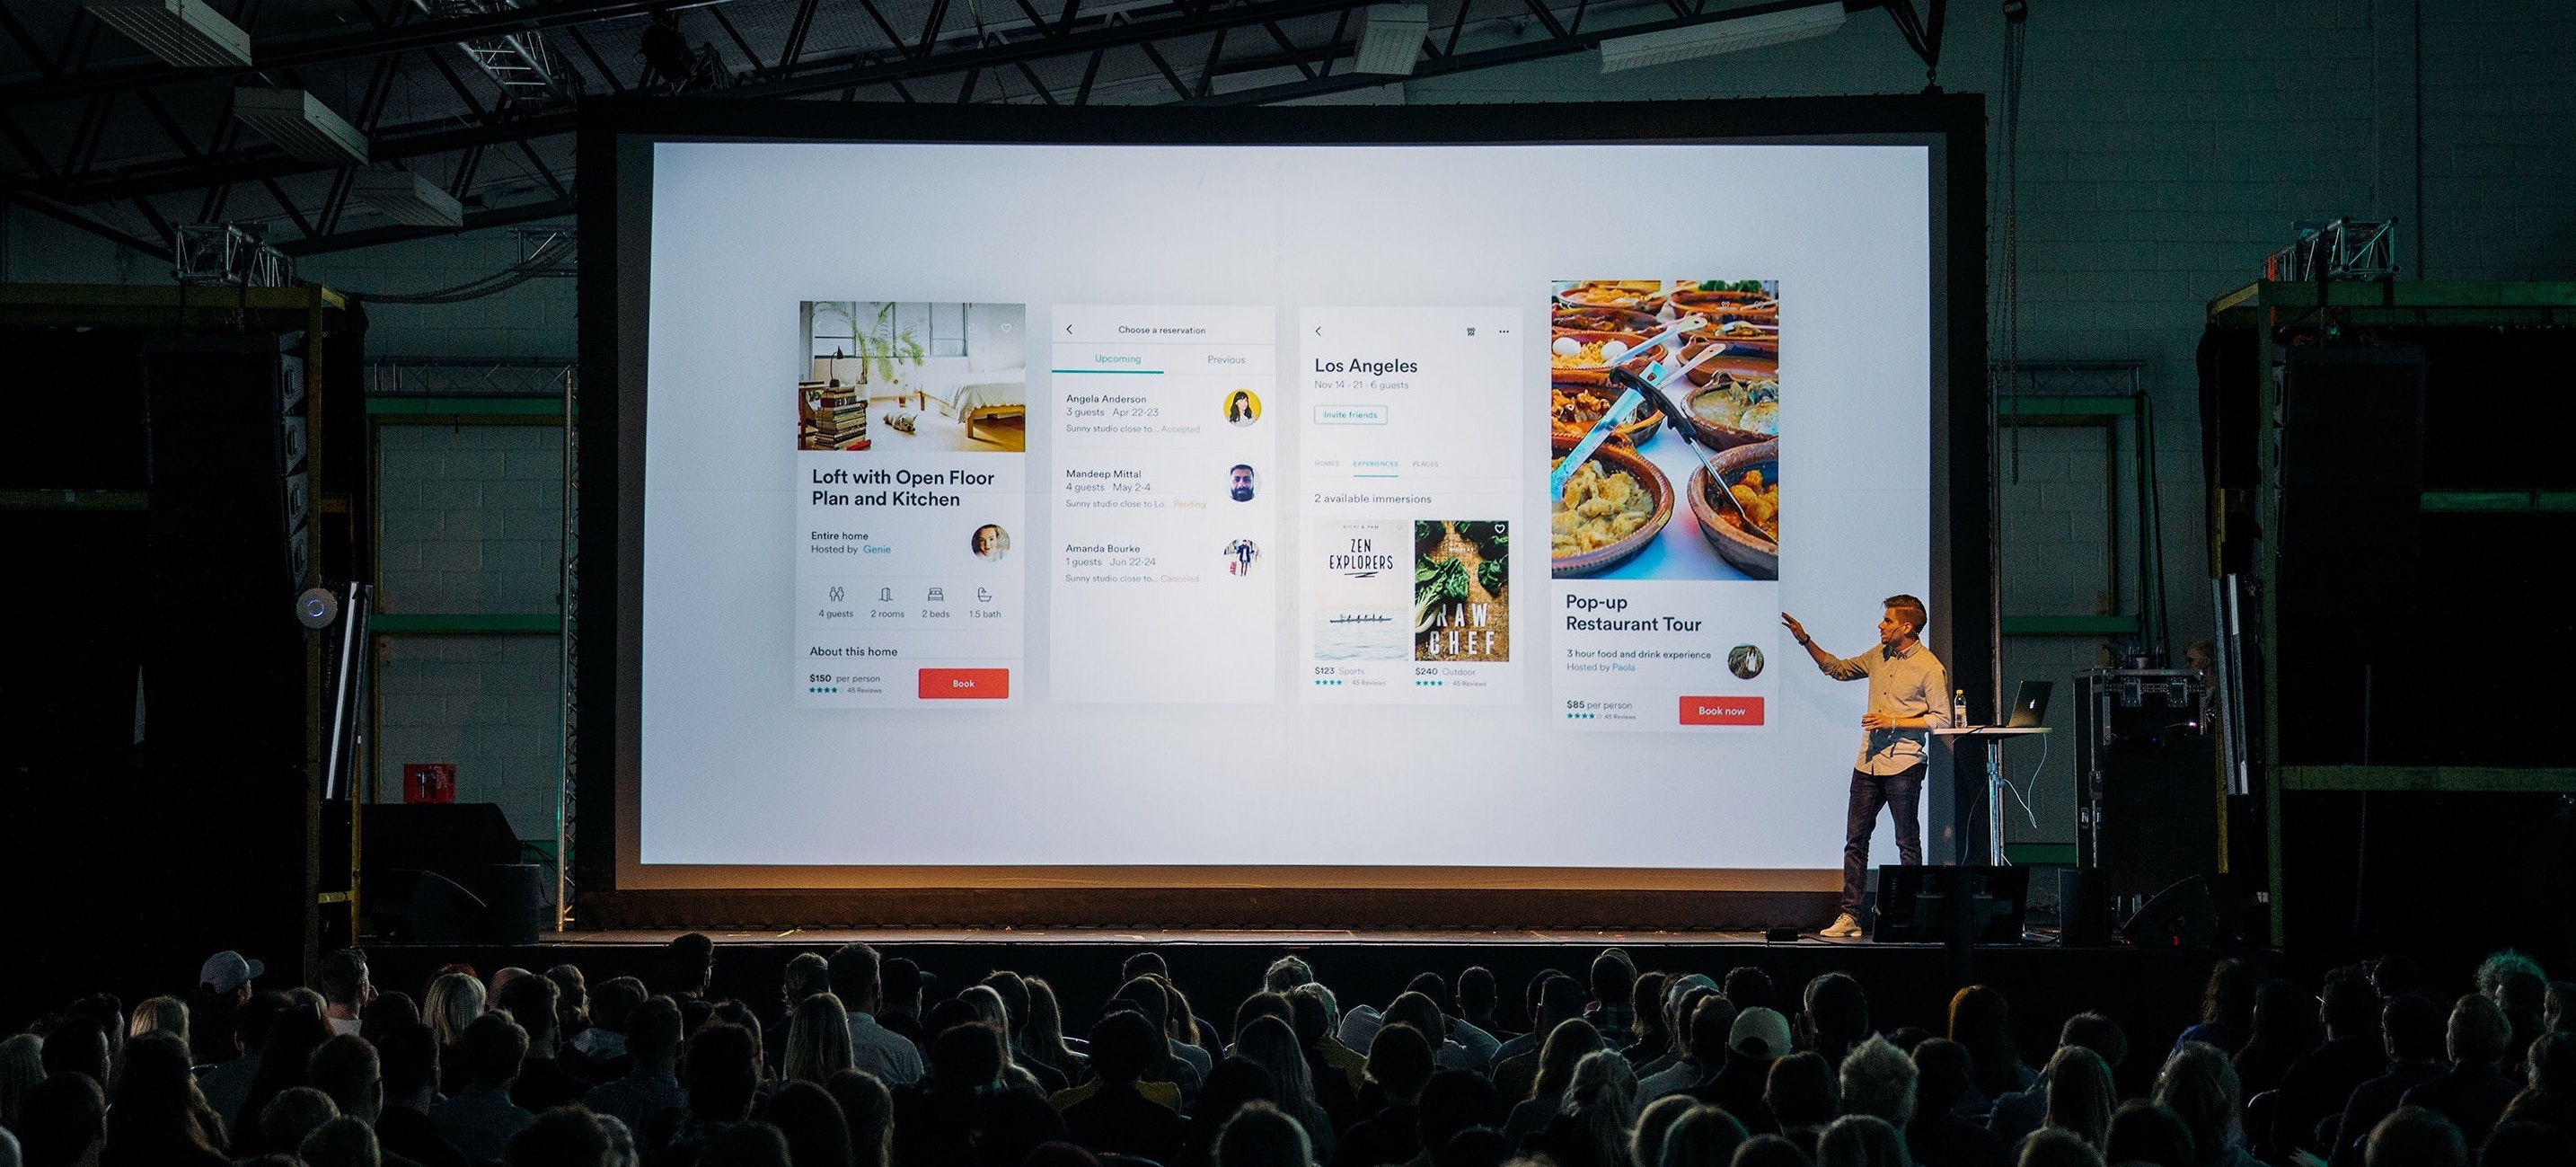 Loft with Open Floor
Plan and Kitchen
Entire home
Hosted by Genie
4 guests 2 rooms 2 beds 1.5 bath
About this home
$150 per person
45 Reviews
Book
Choose a reservation
Upcoming Previous
Angela Anderson
3 guests Apr 22-23
Sunny studio close to... Accepted
Mandeep Mittal
4 guests May 2-4
Sunny studio close to Lo... Pending
Amanda Bourke
1 guests Jun 22-24
Sunny studio close to... Canceled
Los Angeles
Nov 14 - 21 · 6 guests
Invite friends
HOMES EXPERIENCES PLACES
2 available immersions
NICKI & PAM
ZEN
EXPLORERS
$123 Sports
45 Reviews
RAW
CHEF
$240 Outdoor
45 Reviews
Pop-up
Restaurant Tour
3 hour food and drink experience
Hosted by Paola
$85 per person
45 Reviews
Book now